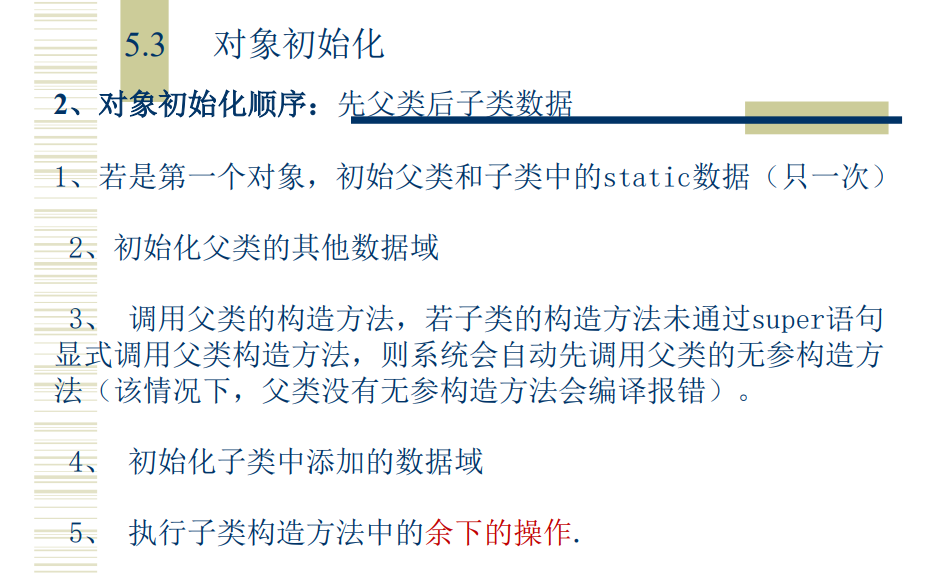 5.3 对象初始化
2、对象初始化顺序：先父类后子类数据
1、若是第一个对象，初始父类和子类中的static数据（只一次）
2、初始化父类的其他数据域
3、 调用父类的构造方法，若子类的构造方法未通过super语句
显式调用父类构造方法，则系统会自动先调用父类的无参构造方
法（该情况下，父类没有无参构造方法会编译报错）。
4、 初始化子类中添加的数据域
5、 执行子类构造方法中的余下的操作.